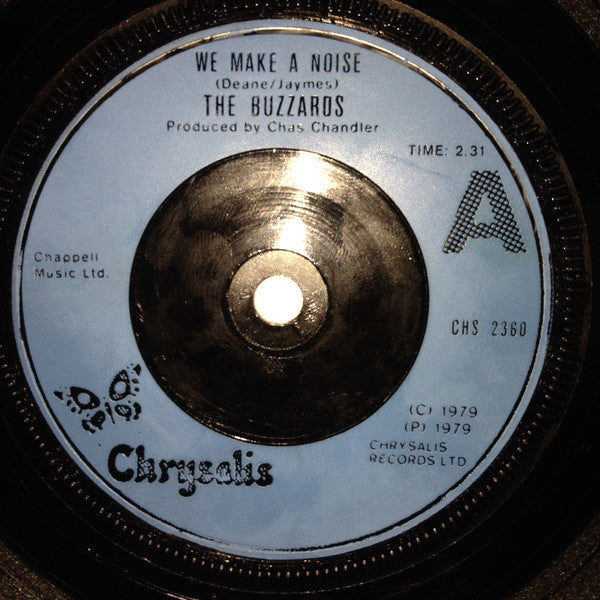 WE MAKE A NOISE
(Deane/Jaymes)
THE BUZZARDS
Produced by Chas Chandler
TIME: 2.31
A
Chappell
Music Ltd.
CHS 2360
(C) 1979
(P) 1979
CHRYSALIS
RECORDS LTD
Chrysalis